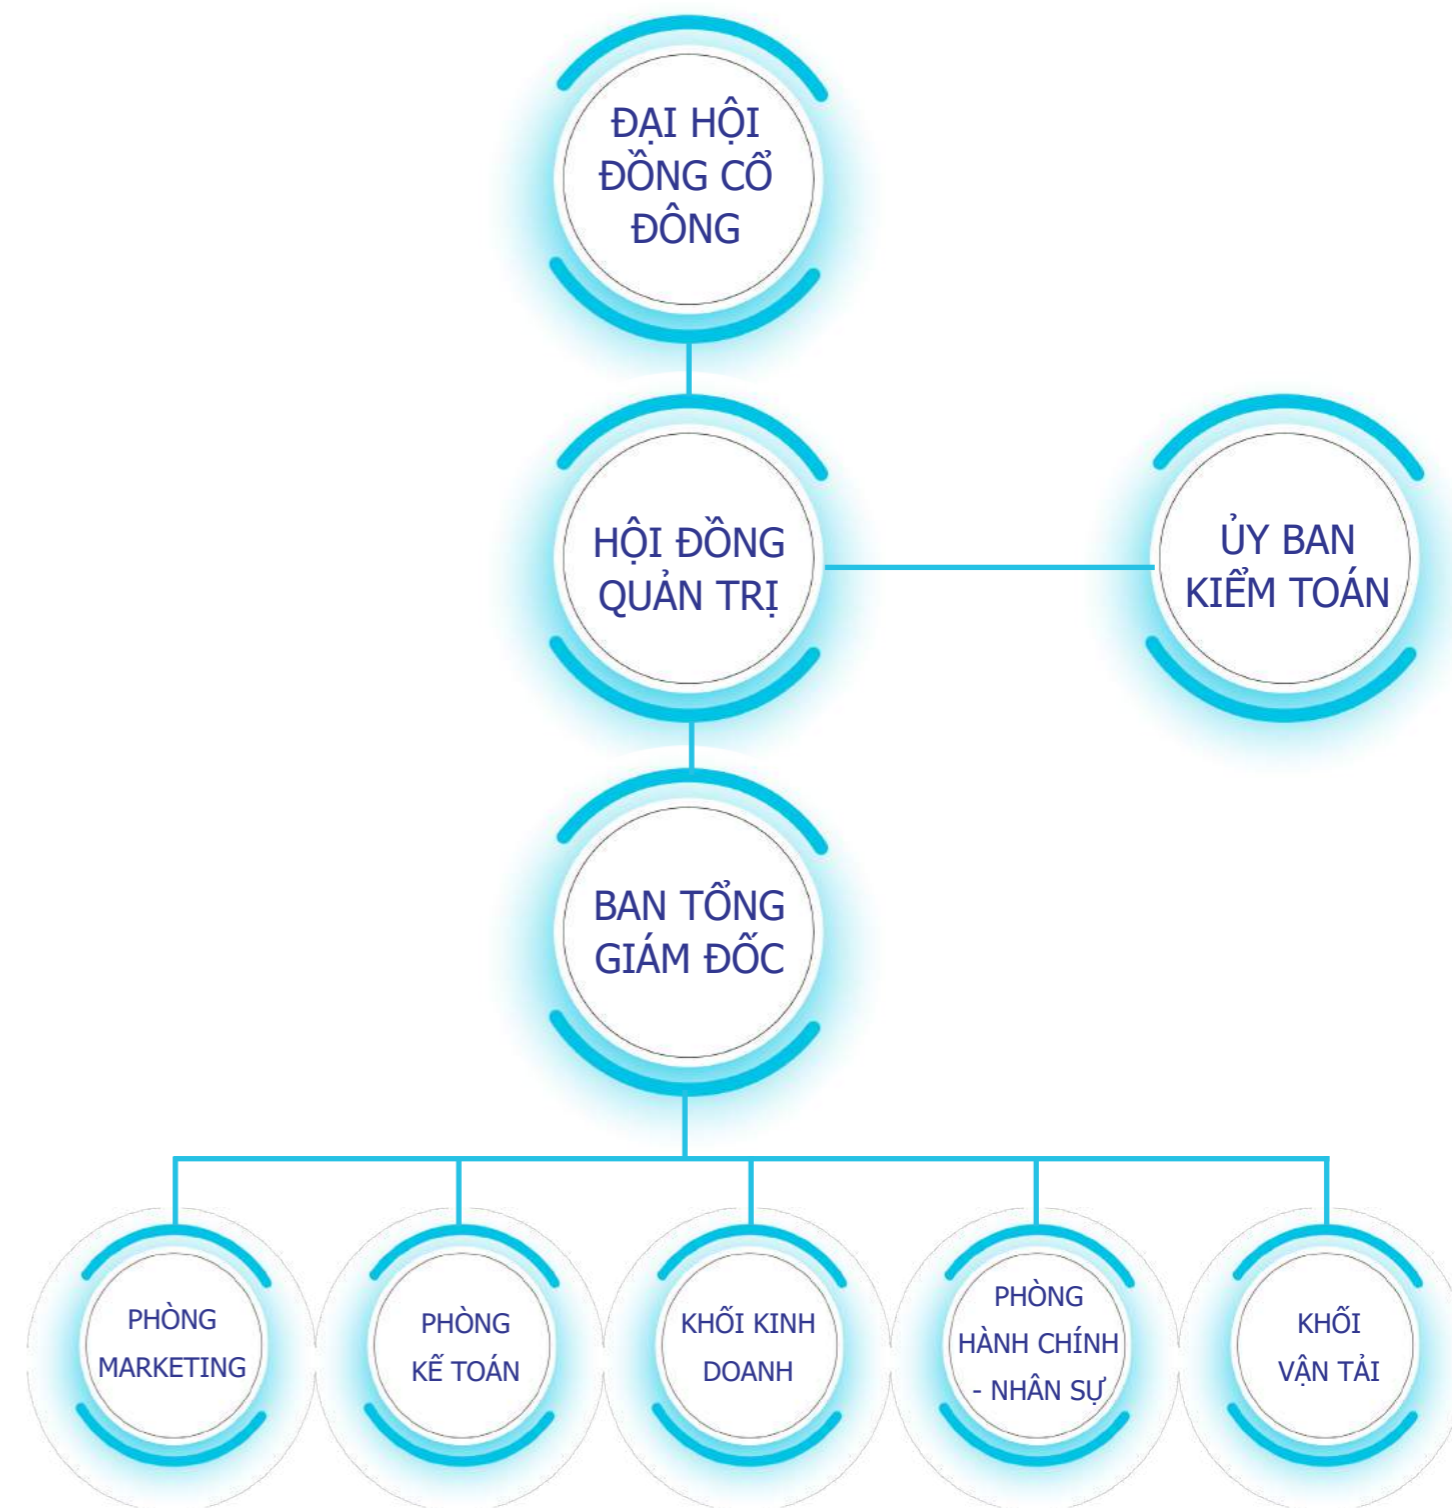 ĐẠI HỘI
ĐỒNG CỔ
ĐÔNG
HỘI ĐỒNG
QUẢN TRỊ
ỦY BAN
KIỂM TOÁN
BAN TỔNG
GIÁM ĐỐC
PHÒNG
MARKETING
PHÒNG
KẾ TOÁN
KHỐI KINH
DOANH
PHÒNG
HÀNH CHÍNH
- NHÂN SỰ
KHỐI
VẬN TẢI